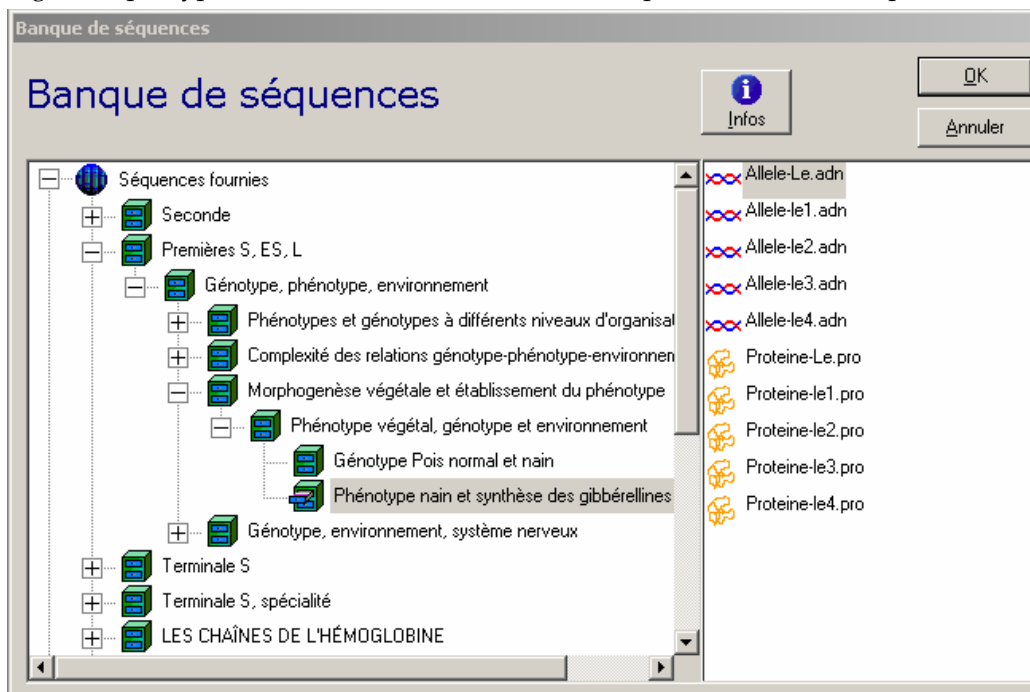 Banque de séquences
Banque de séquences
Infos
OK
Annuler
Séquences fournies
Seconde
Premières S, ES, L
Génotype, phénotype, environnement
Phénotypes et génotypes à différents niveaux d'organisat
Complexité des relations génotype-phénotype-environnen
Morphogenèse végétale et établissement du phénotype
Phénotype végétal, génotype et environnement
Génotype Pois normal et nain
Phénotype nain et synthèse des gibbérellines
Génotype, environnement, système nerveux
Terminale S
Terminale S, spécialité
LES CHAÎNES DE L'HÉMOGLOBINE
Allele-Le.adn
Allele-le1.adn
Allele-le2.adn
Allele-le3.adn
Allele-le4.adn
Proteine-Le.pro
Proteine-le1.pro
Proteine-le2.pro
Proteine-le3.pro
Proteine-le4.pro